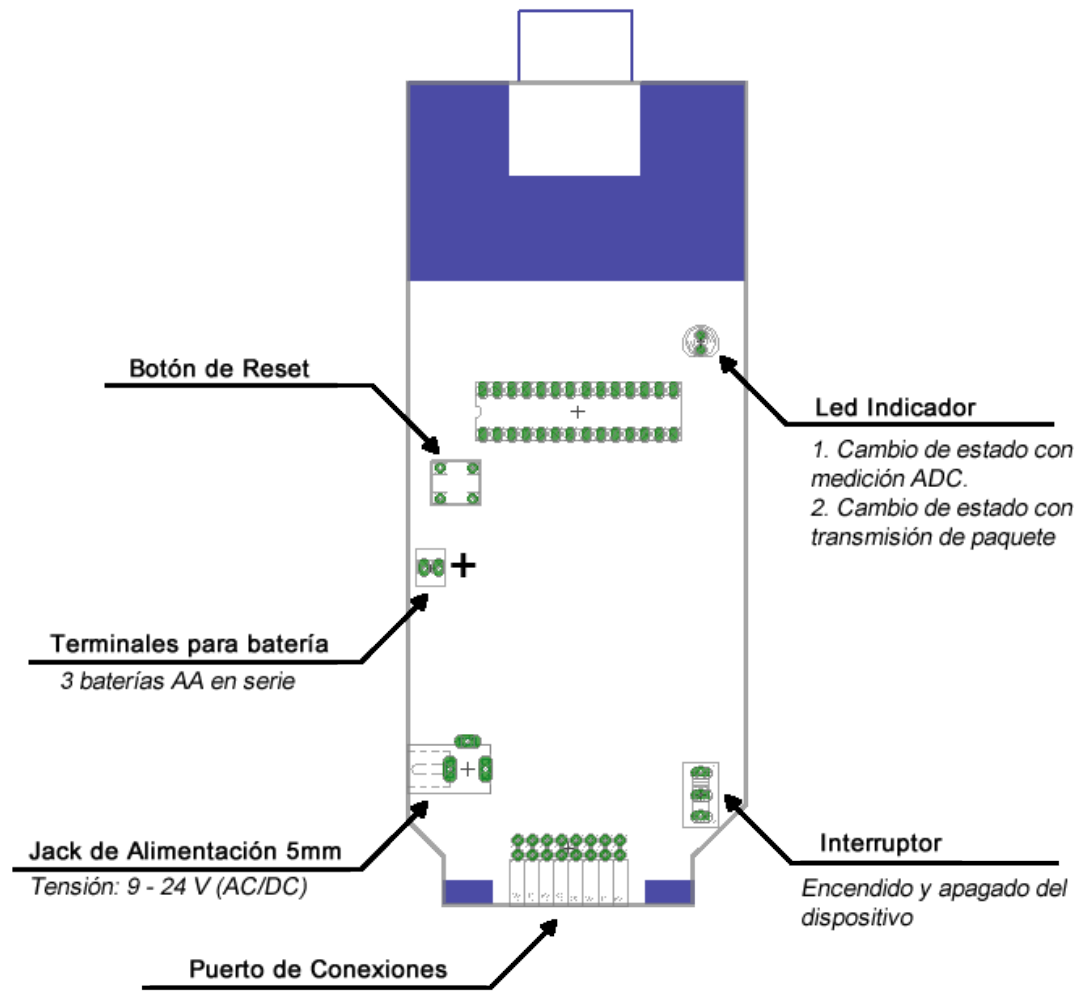 Botón de Reset
Led Indicador
1. Cambio de estado con
medición ADC.
2. Cambio de estado con
transmisión de paquete
+
Terminales para batería
3 baterías AA en serie
Jack de Alimentación 5mm
Tensión: 9 - 24 V (AC/DC)
Interruptor
Encendido y apagado del
dispositivo
Puerto de Conexiones